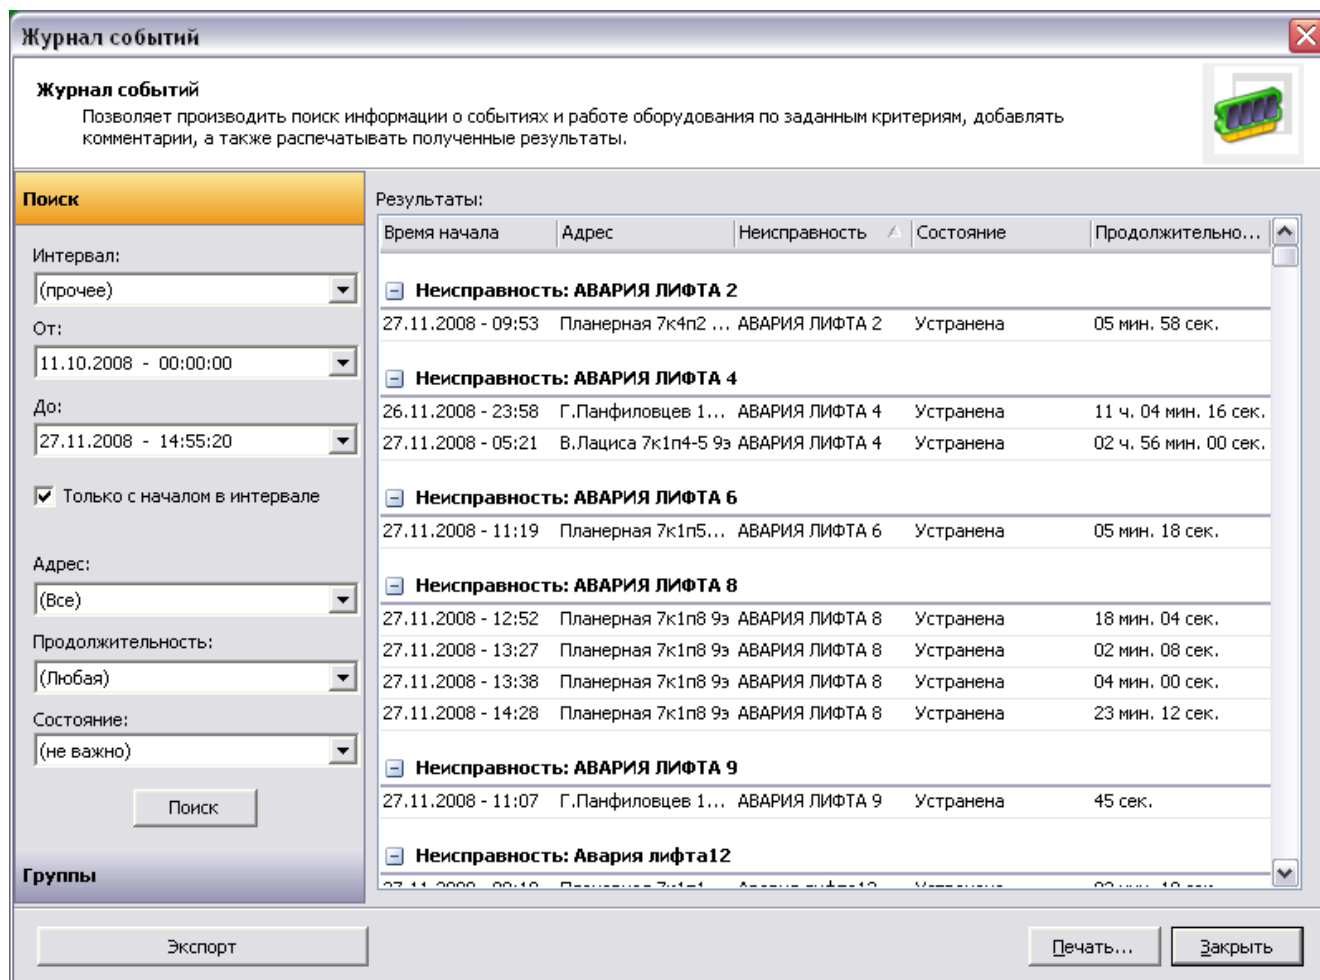 Журнал событий
Журнал событий
Позволяет производить поиск информации о событиях и работе оборудования по заданным критериям, добавлять
комментарии, а также распечатывать полученные результаты.
Поиск
Интервал:
(прочее)
От:
11.10.2008 - 00:00:00
До:
27.11.2008 - 14:55:20
Только с началом в интервале
Адрес:
(Все)
Продолжительность:
(Любая)
Состояние:
(не важно)
Поиск
Группы
Результаты:
Время начала Адрес Неисправность Состояние Продолжительно...
Неисправность: АВАРИЯ ЛИФТА 2
27.11.2008 - 09:53 Планерная 7к4п2 ... АВАРИЯ ЛИФТА 2 Устранена 05 мин. 58 сек.
Неисправность: АВАРИЯ ЛИФТА 4
26.11.2008 - 23:58 Г.Панфиловцев 1... АВАРИЯ ЛИФТА 4 Устранена 11 ч. 04 мин. 16 сек.
27.11.2008 - 05:21 В.Лациса 7к1п4-5 9э АВАРИЯ ЛИФТА 4 Устранена 02 ч. 56 мин. 00 сек.
Неисправность: АВАРИЯ ЛИФТА 6
27.11.2008 - 11:19 Планерная 7к1п5... АВАРИЯ ЛИФТА 6 Устранена 05 мин. 18 сек.
Неисправность: АВАРИЯ ЛИФТА 8
27.11.2008 - 12:52 Планерная 7к1п8 9э АВАРИЯ ЛИФТА 8 Устранена 18 мин. 04 сек.
27.11.2008 - 13:27 Планерная 7к1п8 9э АВАРИЯ ЛИФТА 8 Устранена 02 мин. 08 сек.
27.11.2008 - 13:38 Планерная 7к1п8 9э АВАРИЯ ЛИФТА 8 Устранена 04 мин. 00 сек.
27.11.2008 - 14:28 Планерная 7к1п8 9э АВАРИЯ ЛИФТА 8 Устранена 23 мин. 12 сек.
Неисправность: АВАРИЯ ЛИФТА 9
27.11.2008 - 11:07 Г.Панфиловцев 1... АВАРИЯ ЛИФТА 9 Устранена 45 сек.
Неисправность: Авария лифта12
Экспорт
Печать...
Закрыть